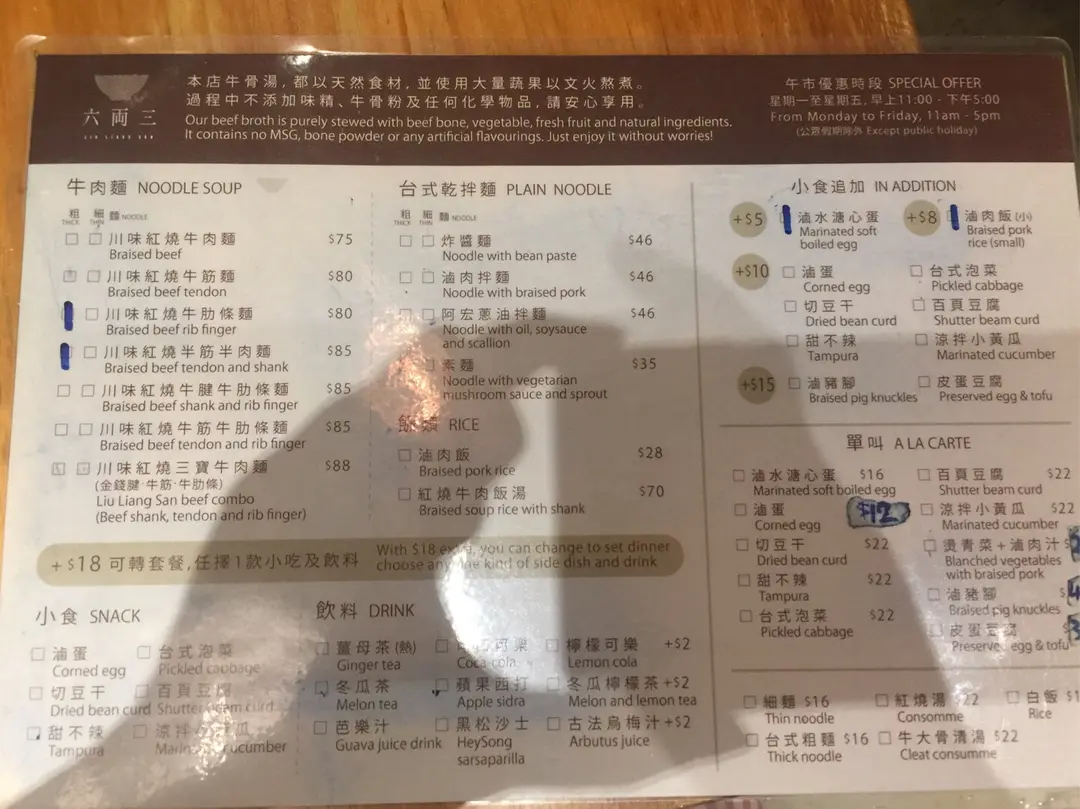 六両三
LIU LIANG SAN
本店牛骨湯，都以天然食材，並使用大量蔬果以文火熬煮。
過程中不添加味精、牛骨粉及任何化學物品，請安心享用。
Our beef broth is purely stewed with beef bone, vegetable, fresh fruit and natural ingredients.
It contains no MSG, bone powder or any artificial flavourings. Just enjoy it without worries!
午市優惠時段 SPECIAL OFFER
星期一至星期五，早上11:00 - 下午5:00
From Monday to Friday, 11am - 5pm
(公眾假期除外 Except public holiday)
牛肉麵 NOODLE SOUP
粗 THICK 細 THIN 麵 NOODLE
川味紅燒牛肉麵 $75
Braised beef
川味紅燒牛筋麵 $80
Braised beef tendon
川味紅燒牛肋條麵 $80
Braised beef rib finger
川味紅燒半筋半肉麵 $85
Braised beef tendon and shank
川味紅燒牛腱牛肋條麵 $85
Braised beef shank and rib finger
川味紅燒牛筋牛肋條麵 $85
Braised beef tendon and rib finger
川味紅燒三寶牛肉麵 $88
(金錢腱·牛筋·牛肋條)
Liu Liang San beef combo
(Beef shank, tendon and rib finger)
台式乾拌麵 PLAIN NOODLE
粗 THICK 細 THIN 麵 NOODLE
炸醬麵 $46
Noodle with bean paste
滷肉拌麵 $46
Noodle with braised pork
阿宏蔥油拌麵 $46
Noodle with oil, soysauce
and scallion
素麵 $35
Noodle with vegetarian
mushroom sauce and sprout
飯類 RICE
滷肉飯 $28
Braised pork rice
紅燒牛肉飯湯 $70
Braised soup rice with shank
小食追加 IN ADDITION
+$5 滷水溏心蛋
Marinated soft
boiled egg
+$8 滷肉飯(小)
Braised pork
rice (small)
+$10 滷蛋 台式泡菜
Corned egg Pickled cabbage
切豆干 百頁豆腐
Dried bean curd Shutter beam curd
甜不辣 涼拌小黃瓜
Tampura Marinated cucumber
+$15 滷豬腳 皮蛋豆腐
Braised pig knuckles Preserved egg & tofu
單叫 A LA CARTE
滷水溏心蛋 $16 百頁豆腐 $22
Marinated soft boiled egg Shutter beam curd
滷蛋 $12 涼拌小黃瓜 $22
Corned egg Marinated cucumber
切豆干 $22 燙青菜+滷肉汁 $
Dried bean curd Blanched vegetables
with braised pork
甜不辣 $22 滷豬腳 $
Tampura Braised pig knuckles
台式泡菜 $22 皮蛋豆腐
Pickled cabbage Preserved egg & tofu
細麵 $16 紅燒湯 $22 白飯 $1
Thin noodle Consomme Rice
台式粗麵 $16 牛大骨清湯 $22
Thick noodle Cleat consumme
+$18 可轉套餐，任擇1款小吃及飲料
With $18 extra, you can change to set dinner
choose any one kind of side dish and drink
小食 SNACK
滷蛋 台式泡菜
Corned egg Pickled cabbage
切豆干 百頁豆腐
Dried bean curd Shutter beam curd
甜不辣 涼拌小黃瓜
Tampura Marinated cucumber
飲料 DRINK
薑母茶(熱) 可樂 檸檬可樂 +$2
Ginger tea Coca-cola Lemon cola
冬瓜茶 蘋果西打 冬瓜檸檬茶 +$2
Melon tea Apple sidra Melon and lemon tea
芭樂汁 黑松沙士 古法烏梅汁 +$2
Guava juice drink HeySong
sarsaparilla Arbutus juice